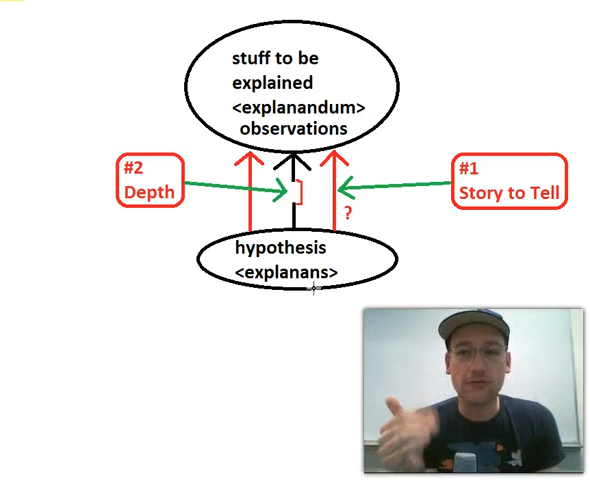 stuff to be
explained
<explanandum>
observations
#2
Depth
#1
Story to Tell
?
hypothesis
<explanans>